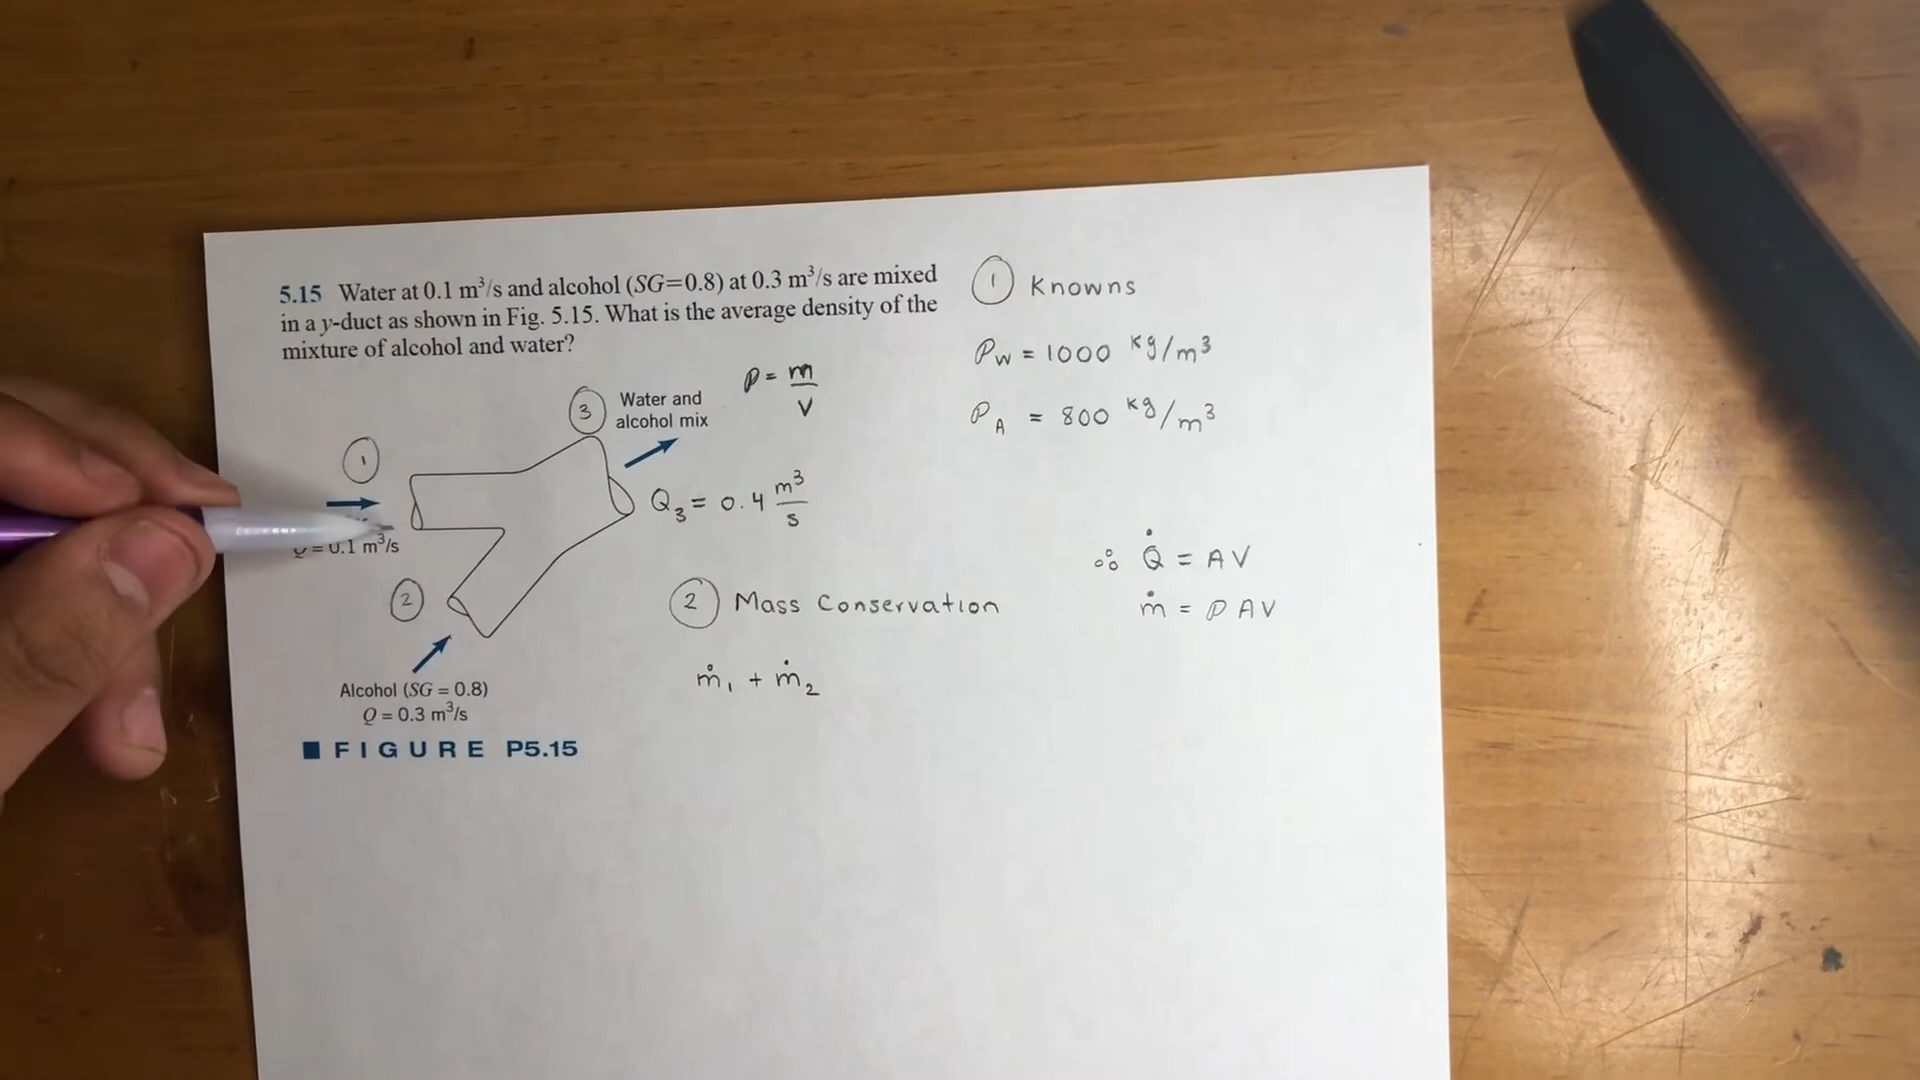 5.15 Water at 0.1 m³/s and alcohol (SG=0.8) at 0.3 m³/s are mixed
in a y-duct as shown in Fig. 5.15. What is the average density of the
mixture of alcohol and water?
① Knowns
ρw = 1000 kg/m³
ρA = 800 kg/m³
ρ = m/V
③ Water and
alcohol mix
①
Q = 0.1 m³/s
Q₃ = 0.4 m³/s
②
Alcohol (SG = 0.8)
Q = 0.3 m³/s
FIGURE P5.15
② Mass Conservation
ṁ₁ + ṁ₂
Q̇ = AV
ṁ = ρAV